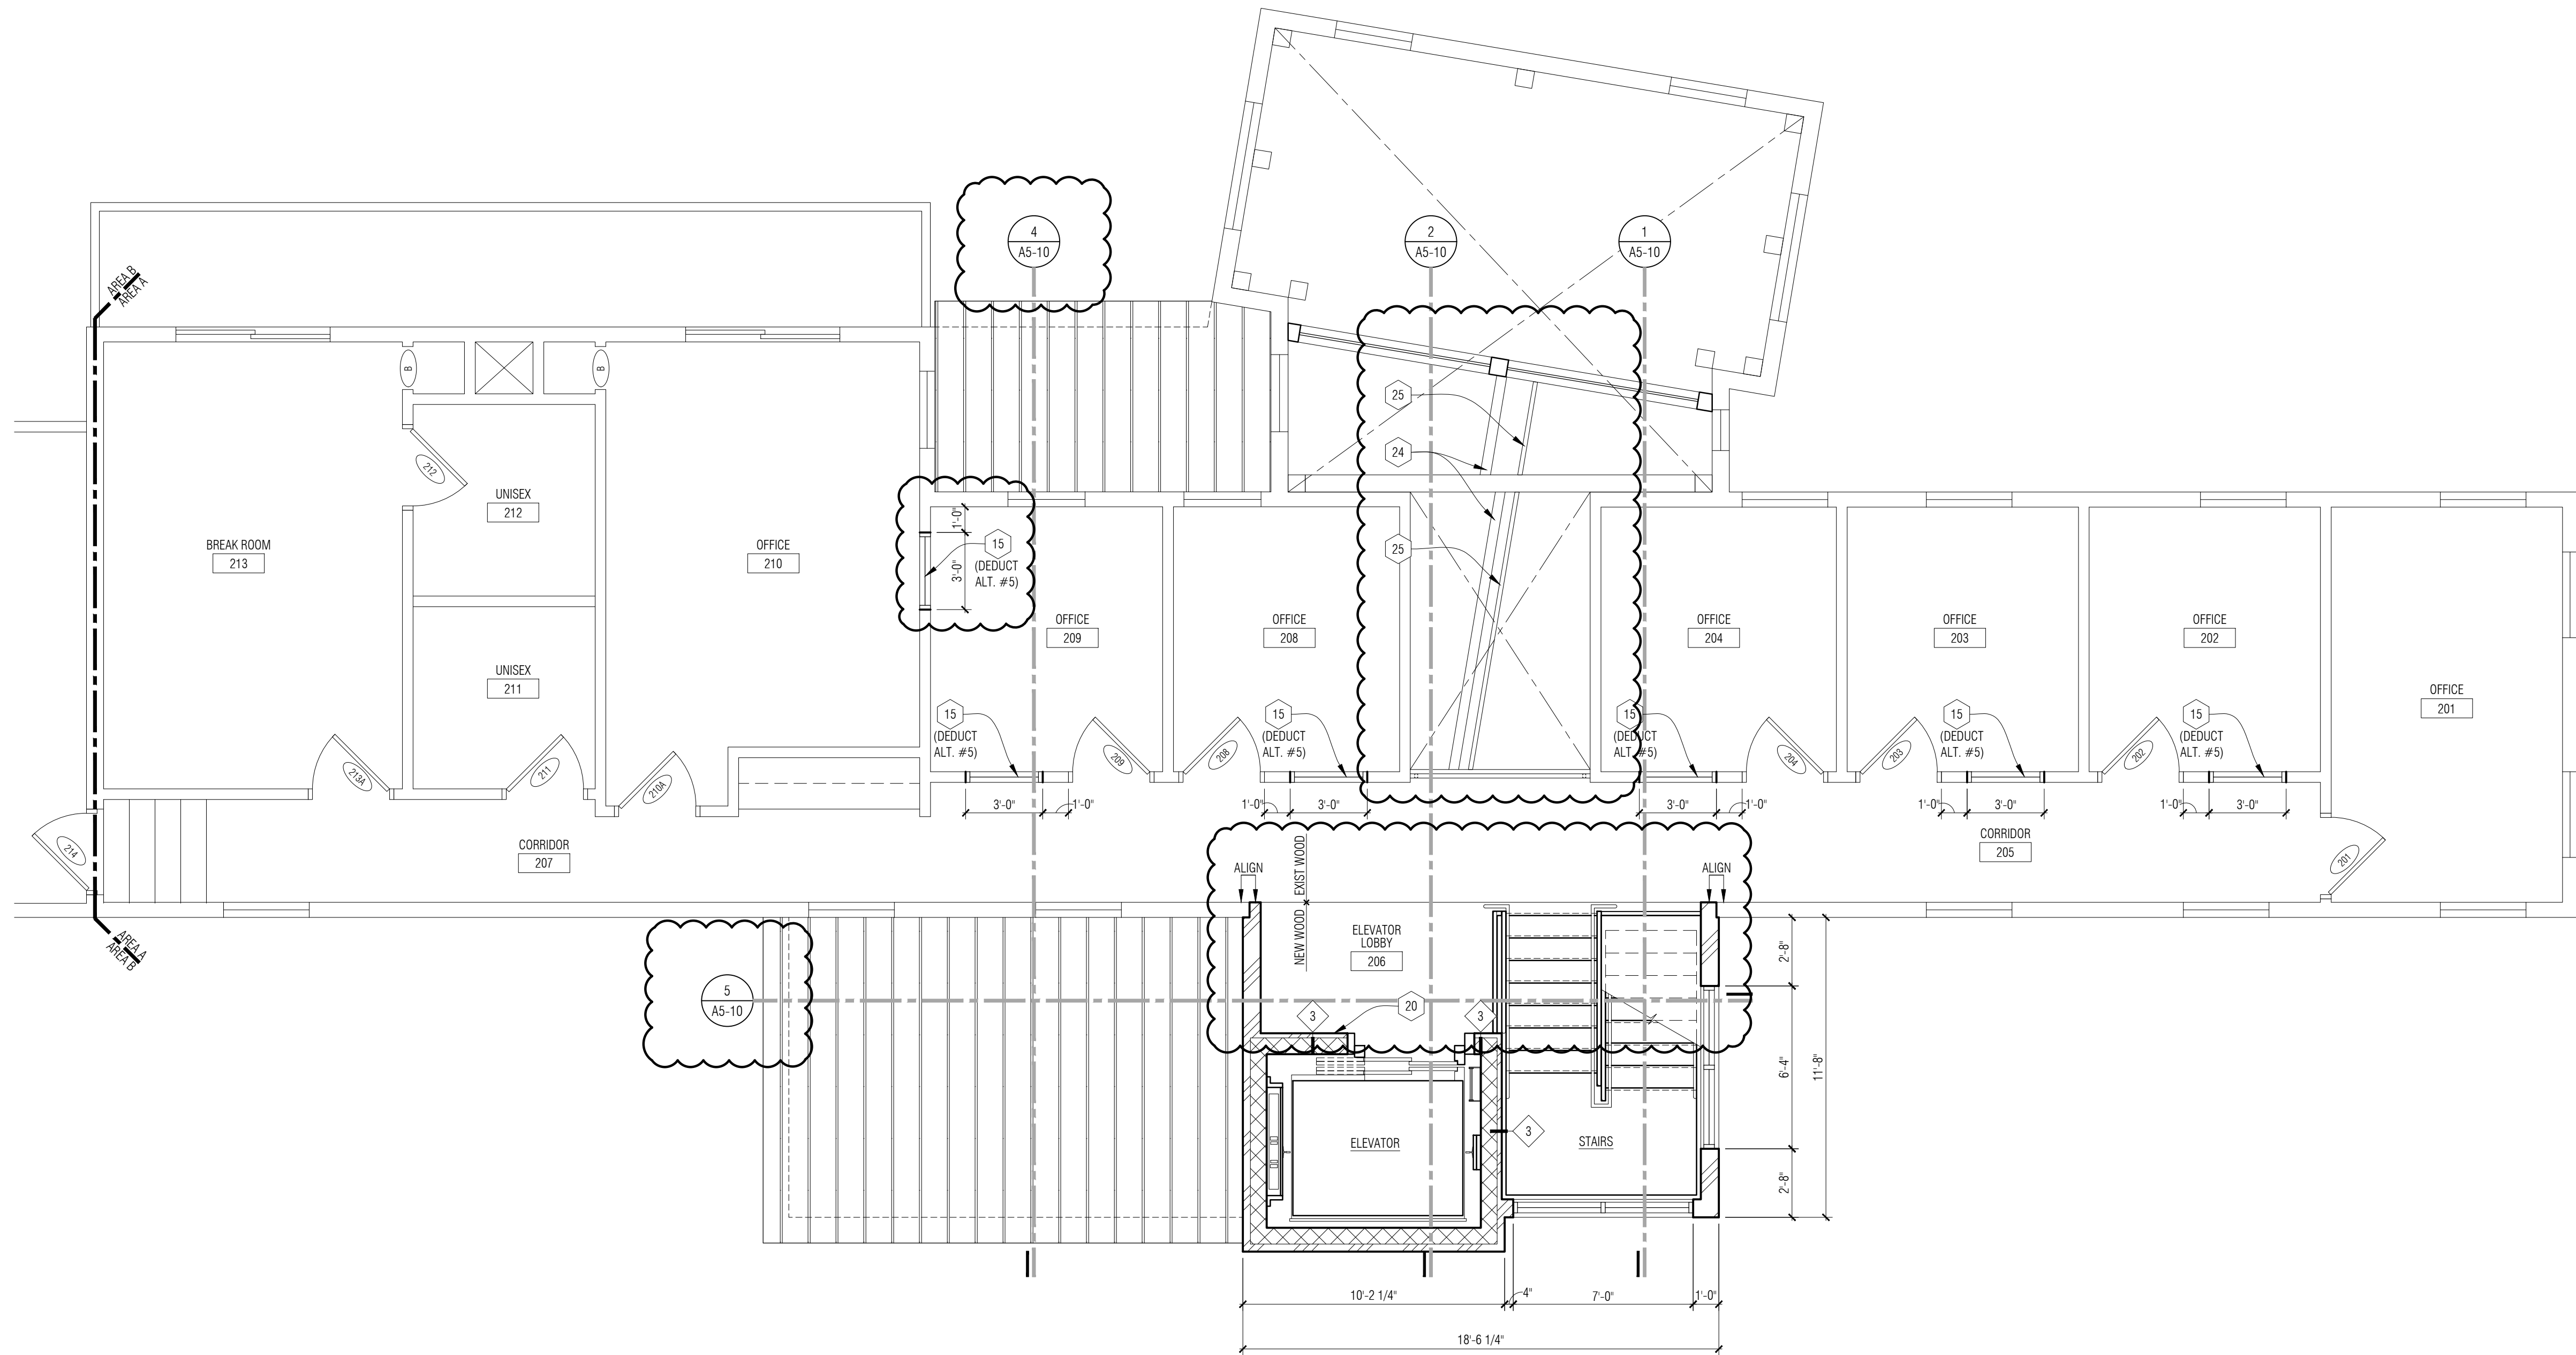 4
A5-10
2
A5-10
1
A5-10
AREA B
AREA A
B
B
25
24
25
212
UNISEX
212
BREAK ROOM
213
OFFICE
210
1'-0"
3'-0"
15
(DEDUCT
ALT. #5)
OFFICE
209
OFFICE
208
OFFICE
204
OFFICE
203
OFFICE
202
OFFICE
201
UNISEX
211
15
(DEDUCT
ALT. #5)
15
(DEDUCT
ALT. #5)
15
(DEDUCT
ALT. #5)
15
(DEDUCT
ALT. #5)
15
(DEDUCT
ALT. #5)
213A
211
210A
209
208
204
203
202
3'-0"
1'-0"
1'-0"
3'-0"
3'-0"
1'-0"
1'-0"
3'-0"
1'-0"
3'-0"
214
CORRIDOR
207
CORRIDOR
205
201
ALIGN
EXIST WOOD
NEW WOOD
ALIGN
AREA A
AREA B
ELEVATOR
LOBBY
206
5
A5-10
20
3
3
3
ELEVATOR
STAIRS
2'-8"
6'-4"
2'-8"
11'-8"
10'-2 1/4"
4"
7'-0"
1'-0"
18'-6 1/4"